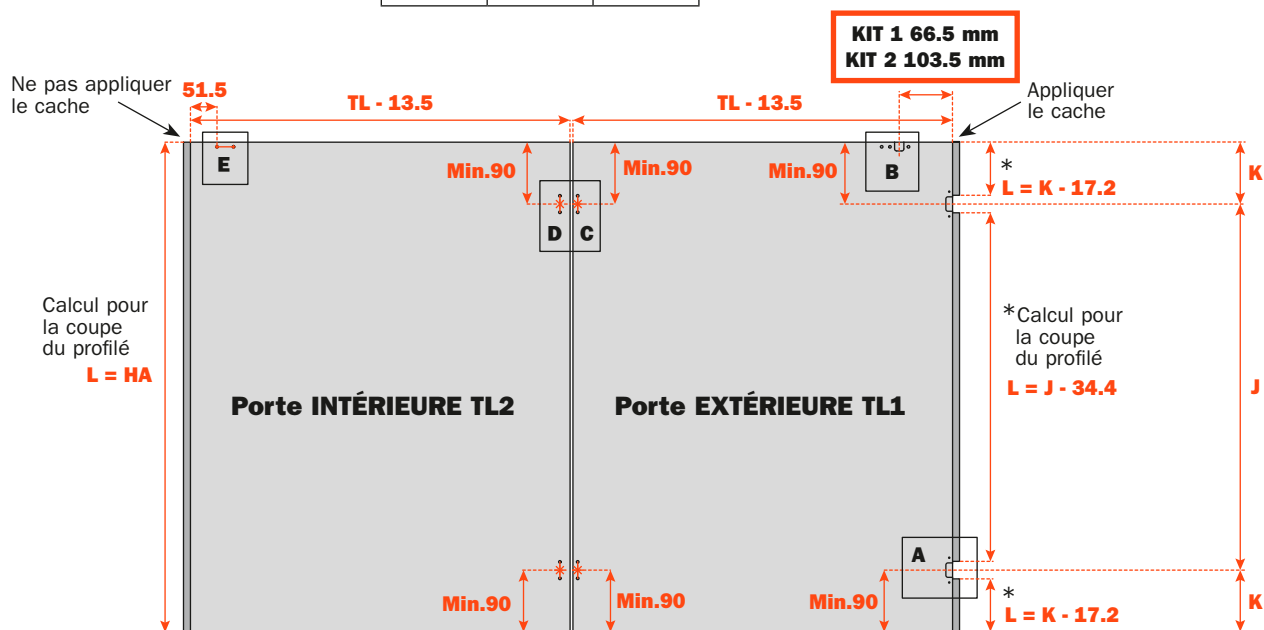 KIT 1 66.5 mm
KIT 2 103.5 mm
Ne pas appliquer
le cache
51.5
TL - 13.5
TL - 13.5
Appliquer
le cache
E
Min.90
Min.90
Min.90
B
*
L = K - 17.2
K
D
C
Calcul pour
la coupe
du profilé
L = HA
*Calcul pour
la coupe
du profilé
L = J - 34.4
J
Porte INTÉRIEURE TL2
Porte EXTÉRIEURE TL1
A
Min.90
Min.90
Min.90
*
L = K - 17.2
K